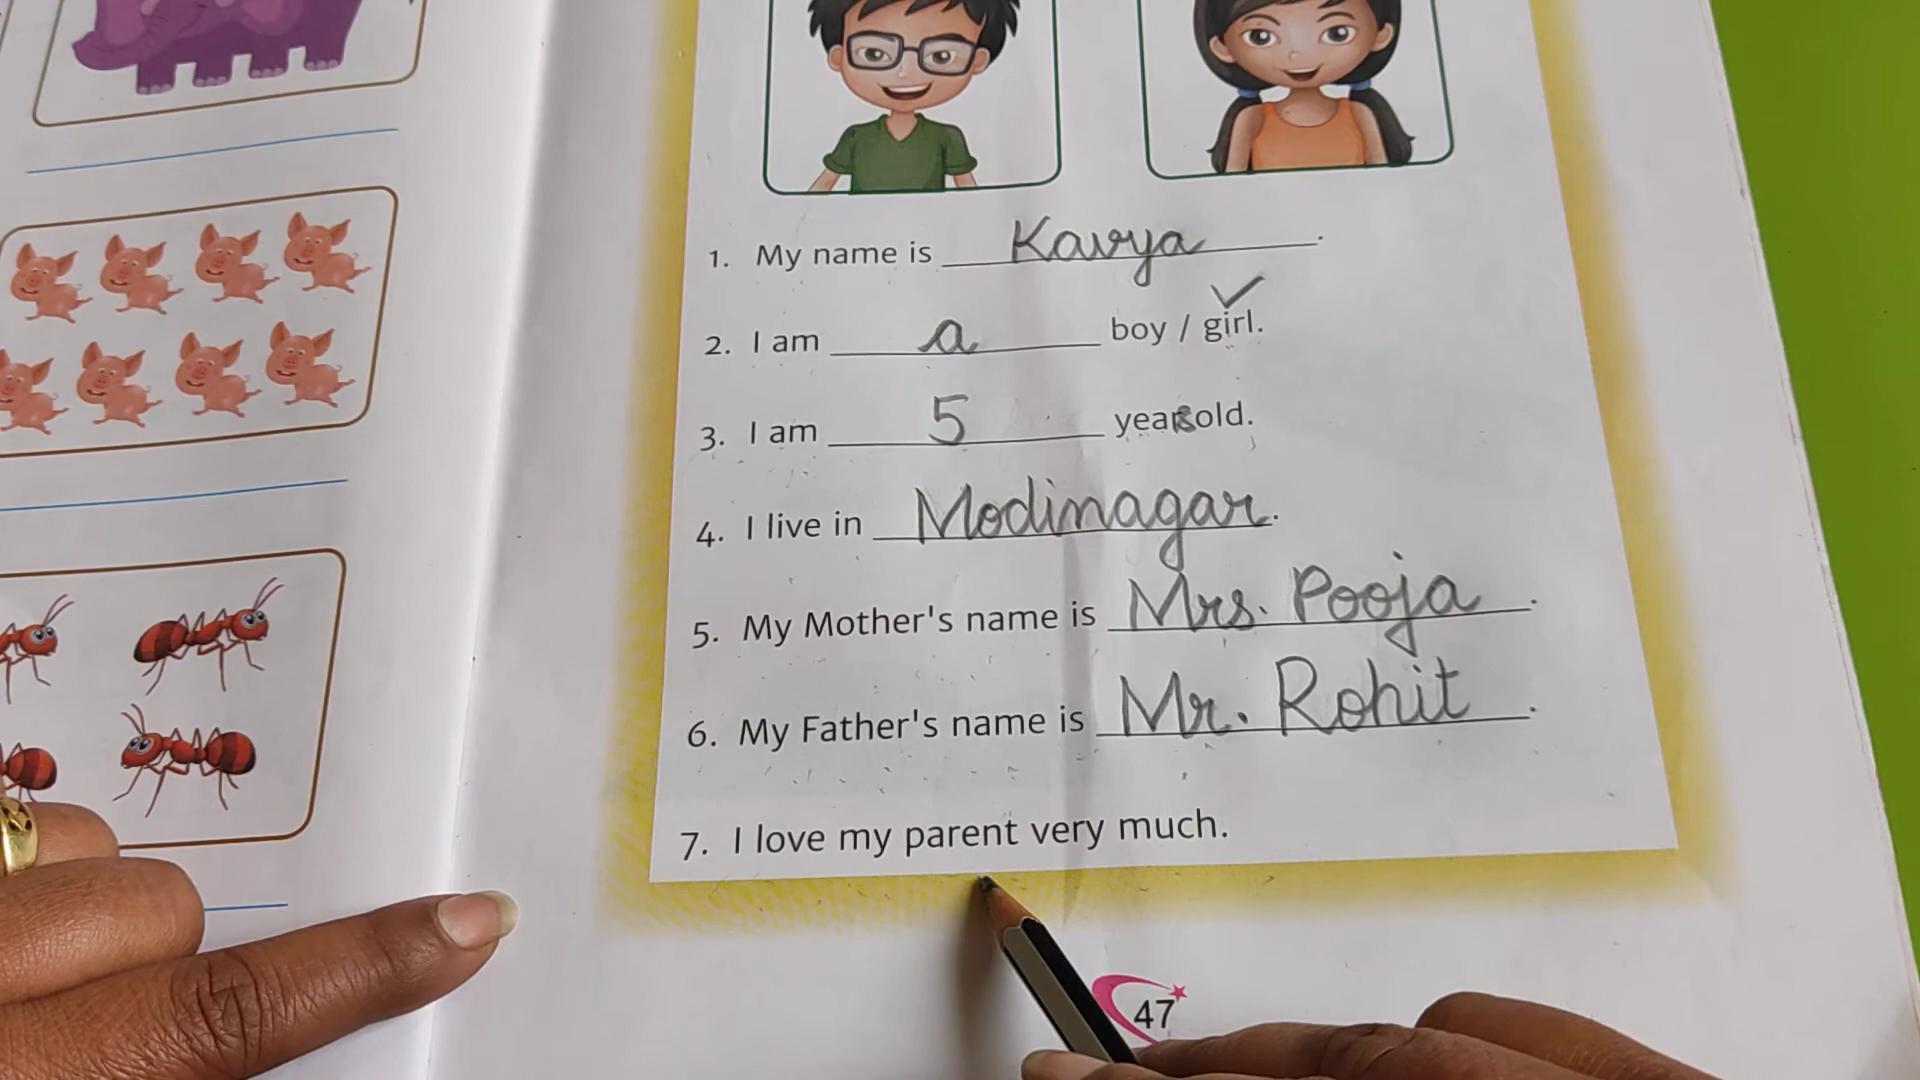 1. My name is Kavya.
2. I am a boy / girl.
3. I am 5 years old.
4. I live in Modinagar.
5. My Mother's name is Mrs. Pooja.
6. My Father's name is Mr. Rohit.
7. I love my parent very much.
47